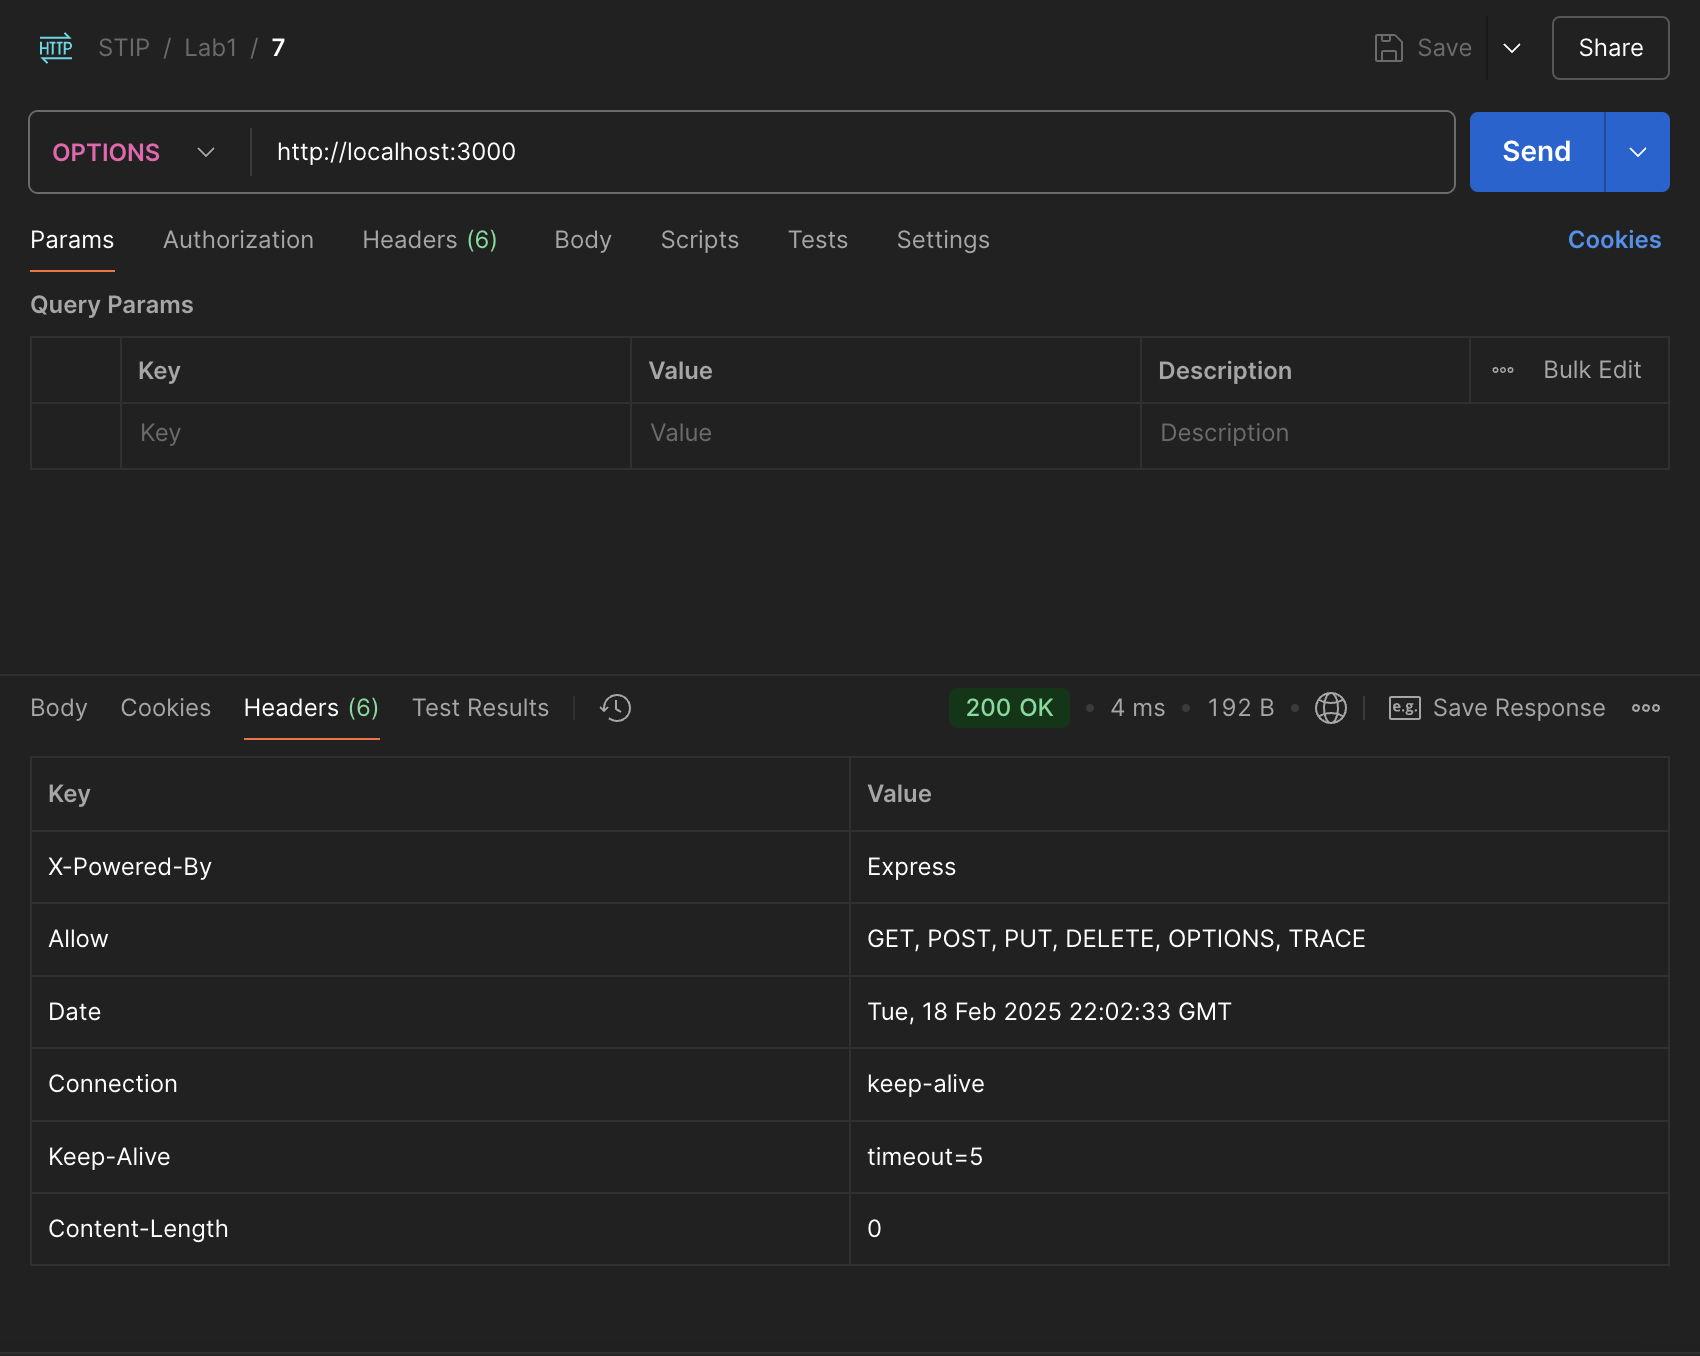 HTTP STIP / Lab1 / 7 Save Share
OPTIONS http://localhost:3000 Send
Params Authorization Headers (6) Body Scripts Tests Settings Cookies
Query Params
Key Value Description Bulk Edit
Key Value Description
Body Cookies Headers (6) Test Results 200 OK • 4 ms • 192 B • e.g. Save Response
Key Value
X-Powered-By Express
Allow GET, POST, PUT, DELETE, OPTIONS, TRACE
Date Tue, 18 Feb 2025 22:02:33 GMT
Connection keep-alive
Keep-Alive timeout=5
Content-Length 0